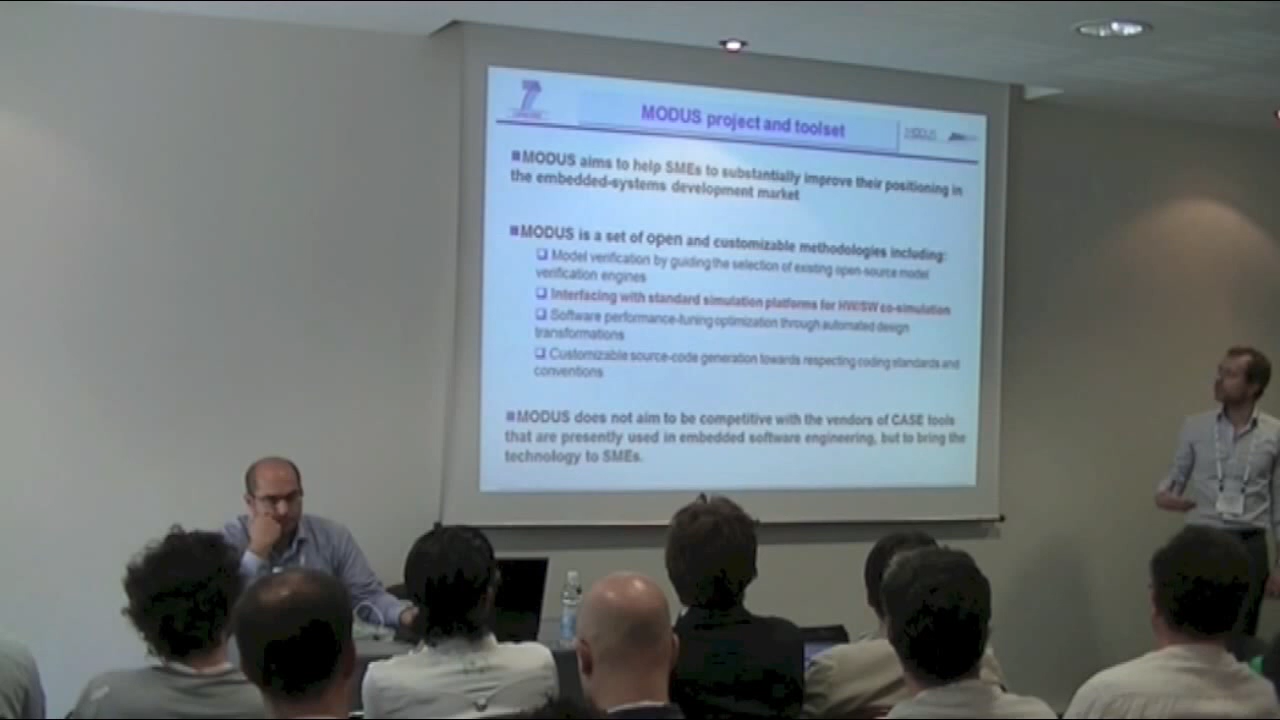 MODUS project and toolset
MODUS
MODUS aims to help SMEs to substantially improve their positioning in
the embedded-systems development market
MODUS is a set of open and customizable methodologies including:
Model verification by guiding the selection of existing open-source model
verification engines
Interfacing with standard simulation platforms for HW/SW co-simulation
Software performance-tuning optimization through automated design
transformations
Customizable source-code generation towards respecting coding standards and
conventions
MODUS does not aim to be competitive with the vendors of CASE tools
that are presently used in embedded software engineering, but to bring the
technology to SMEs.